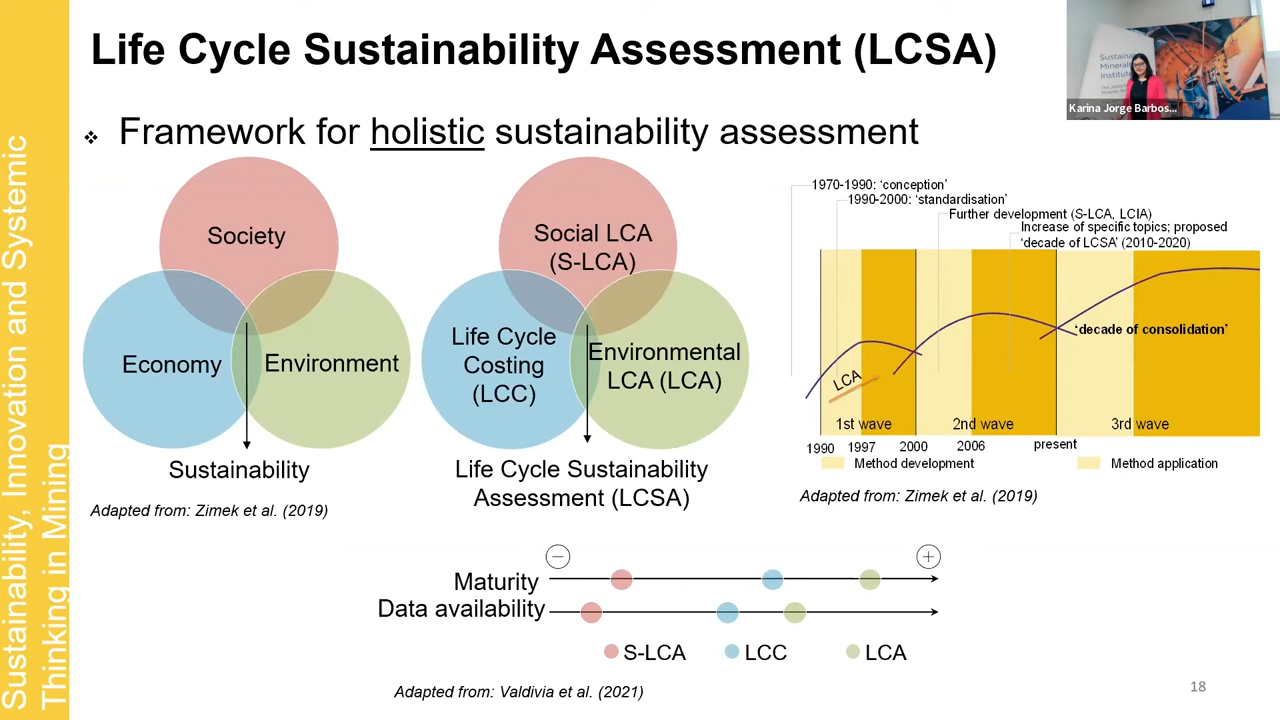 Life Cycle Sustainability Assessment (LCSA)
Sustainable
Minerals
Institute
Karina Jorge Barbos...
Sustainability, Innovation and Systemic
Thinking in Mining
❖ Framework for holistic sustainability assessment
Society
Economy
Environment
Sustainability
Adapted from: Zimek et al. (2019)
Social LCA
(S-LCA)
Life Cycle
Costing
(LCC)
Environmental
LCA (LCA)
Life Cycle Sustainability
Assessment (LCSA)
1970-1990: ‘conception’
1990-2000: ‘standardisation’
Further development (S-LCA, LCIA)
Increase of specific topics; proposed
‘decade of LCSA’ (2010-2020)
‘decade of consolidation’
LCA
1st wave
2nd wave
3rd wave
1990 1997 2000 2006 present
Method development
Method application
Adapted from: Zimek et al. (2019)
− +
Maturity
Data availability
S-LCA LCC LCA
Adapted from: Valdivia et al. (2021)
18